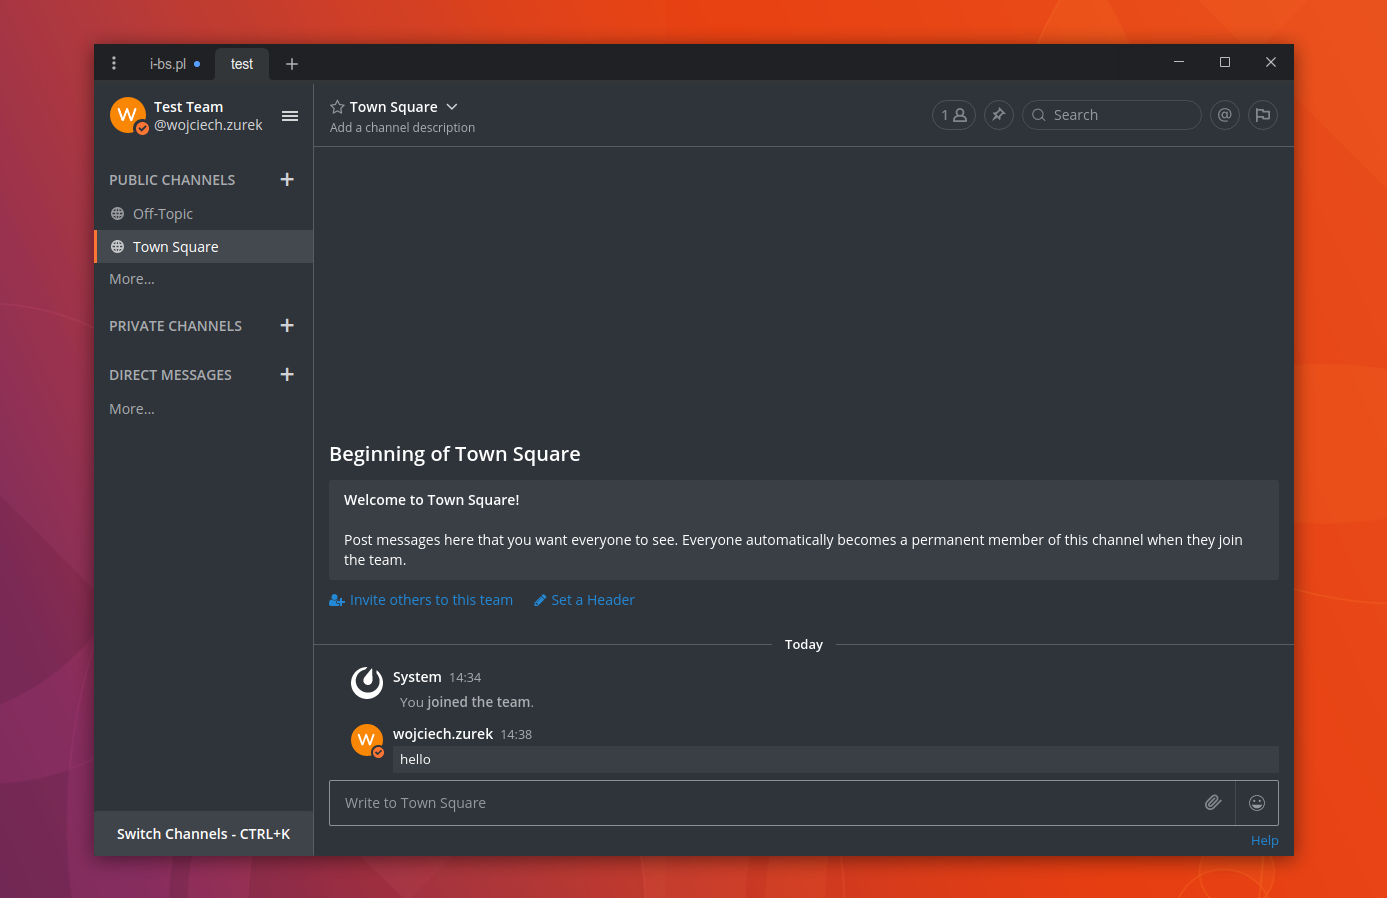 i-bs.pl
test
W
Test Team
@wojciech.zurek
Town Square
Add a channel description
1
Search
@
PUBLIC CHANNELS
Off-Topic
Town Square
More...
PRIVATE CHANNELS
DIRECT MESSAGES
More...
Switch Channels - CTRL+K
Beginning of Town Square
Welcome to Town Square!
Post messages here that you want everyone to see. Everyone automatically becomes a permanent member of this channel when they join
the team.
Invite others to this team Set a Header
Today
System 14:34
You joined the team.
W
wojciech.zurek 14:38
hello
Write to Town Square
Help